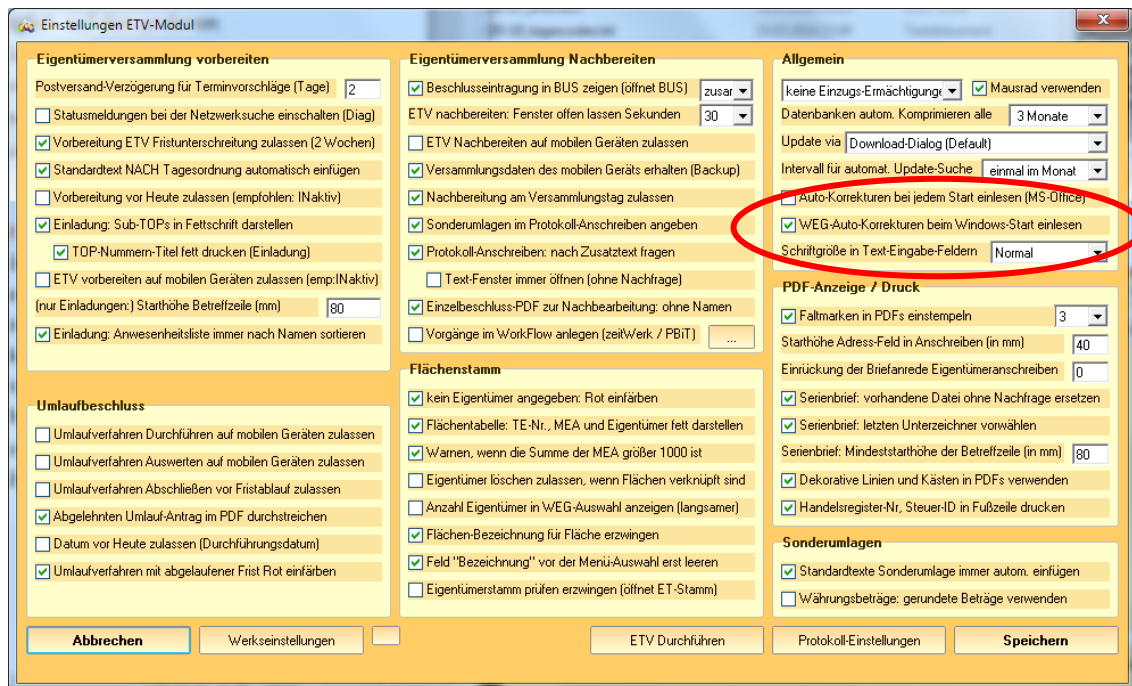 Einstellungen ETV-Modul
Eigentümerversammlung vorbereiten
Postversand-Verzögerung für Terminvorschläge (Tage) 2
Statusmeldungen bei der Netzwerksuche einschalten (Diag)
Vorbereitung ETV Fristunterschreitung zulassen (2 Wochen)
Standardtext NACH Tagesordnung automatisch einfügen
Vorbereitung vor Heute zulassen (empfohlen: INaktiv)
Einladung: Sub-TOPs in Fettschrift darstellen
TOP-Nummern-Titel fett drucken (Einladung)
ETV vorbereiten auf mobilen Geräten zulassen (emp:INaktiv)
(nur Einladungen:) Starthöhe Betreffzeile (mm) 80
Einladung: Anwesenheitsliste immer nach Namen sortieren
Umlaufbeschluss
Umlaufverfahren Durchführen auf mobilen Geräten zulassen
Umlaufverfahren Auswerten auf mobilen Geräten zulassen
Umlaufverfahren Abschließen vor Fristablauf zulassen
Abgelehnten Umlauf-Antrag im PDF durchstreichen
Datum vor Heute zulassen (Durchführungsdatum)
Umlaufverfahren mit abgelaufener Frist Rot einfärben
Eigentümerversammlung Nachbereiten
Beschlusseintragung in BUS zeigen (öffnet BUS) zusar
ETV nachbereiten: Fenster offen lassen Sekunden 30
ETV Nachbereiten auf mobilen Geräten zulassen
Versammlungsdaten des mobilen Geräts erhalten (Backup)
Nachbereitung am Versammlungstag zulassen
Sonderumlagen im Protokoll-Anschreiben angeben
Protokoll-Anschreiben: nach Zusatztext fragen
Text-Fenster immer öffnen (ohne Nachfrage)
Einzelbeschluss-PDF zur Nachbearbeitung: ohne Namen
Vorgänge im WorkFlow anlegen (zeitWerk / PBiT) ...
Flächenstamm
kein Eigentümer angegeben: Rot einfärben
Flächentabelle: TE-Nr., MEA und Eigentümer fett darstellen
Warnen, wenn die Summe der MEA größer 1000 ist
Eigentümer löschen zulassen, wenn Flächen verknüpft sind
Anzahl Eigentümer in WEG-Auswahl anzeigen (langsamer)
Flächen-Bezeichnung für Fläche erzwingen
Feld "Bezeichnung" vor der Menü-Auswahl erst leeren
Eigentümerstamm prüfen erzwingen (öffnet ET-Stamm)
Allgemein
keine Einzugs-Ermächtigunge Mausrad verwenden
Datenbanken autom. Komprimieren alle 3 Monate
Update via Download-Dialog (Default)
Intervall für automat. Update-Suche einmal im Monat
Auto-Korrekturen bei jedem Start einlesen (MS-Office)
WEG-Auto-Korrekturen beim Windows-Start einlesen
Schriftgröße in Text-Eingabe-Feldern Normal
PDF-Anzeige / Druck
Faltmarken in PDFs einstempeln 3
Starthöhe Adress-Feld in Anschreiben (in mm) 40
Einrückung der Briefanrede Eigentümeranschreiben 0
Serienbrief: vorhandene Datei ohne Nachfrage ersetzen
Serienbrief: letzten Unterzeichner vorwählen
Serienbrief: Mindeststarthöhe der Betreffzeile (in mm) 80
Dekorative Linien und Kästen in PDFs verwenden
Handelsregister-Nr, Steuer-ID in Fußzeile drucken
Sonderumlagen
Standardtexte Sonderumlage immer autom. einfügen
Währungsbeträge: gerundete Beträge verwenden
Abbrechen
Werkseinstellungen
ETV Durchführen
Protokoll-Einstellungen
Speichern